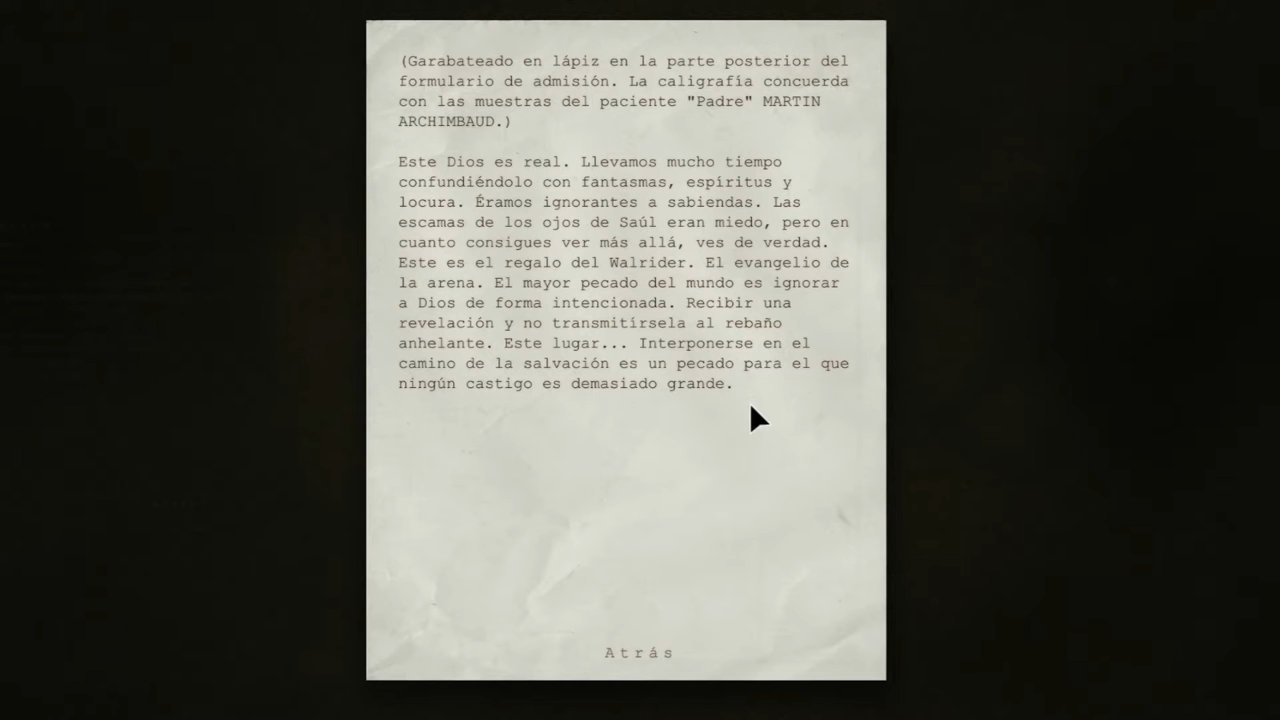 (Garabateado en lápiz en la parte posterior del
formulario de admisión. La caligrafía concuerda
con las muestras del paciente "Padre" MARTIN
ARCHIMBAUD.)
Este Dios es real. Llevamos mucho tiempo
confundiéndolo con fantasmas, espíritus y
locura. Éramos ignorantes a sabiendas. Las
escamas de los ojos de Saúl eran miedo, pero en
cuanto consigues ver más allá, ves de verdad.
Este es el regalo del Walrider. El evangelio de
la arena. El mayor pecado del mundo es ignorar
a Dios de forma intencionada. Recibir una
revelación y no transmitírsela al rebaño
anhelante. Este lugar... Interponerse en el
camino de la salvación es un pecado para el que
ningún castigo es demasiado grande.
Atrás